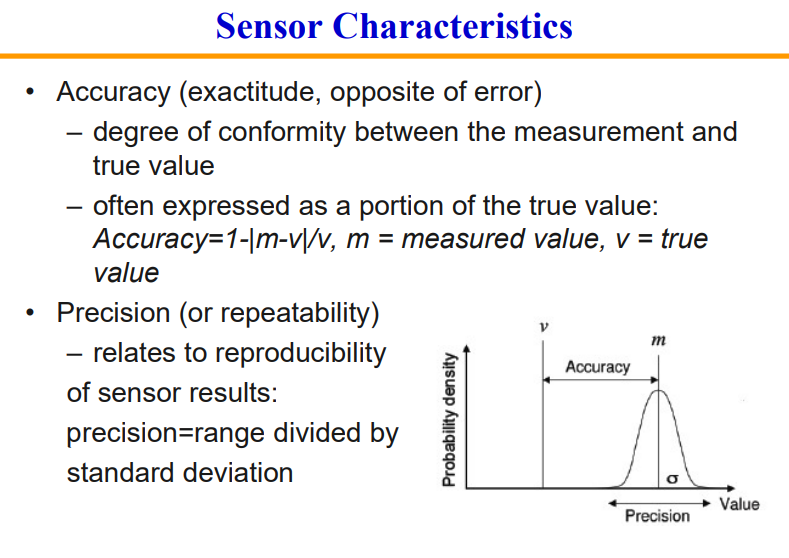 Sensor Characteristics
• Accuracy (exactitude, opposite of error)
– degree of conformity between the measurement and
true value
– often expressed as a portion of the true value:
Accuracy=1-|m-v|/v, m = measured value, v = true
value
• Precision (or repeatability)
– relates to reproducibility
of sensor results:
precision=range divided by
standard deviation
v
m
Accuracy
Probability density
σ
Value
Precision